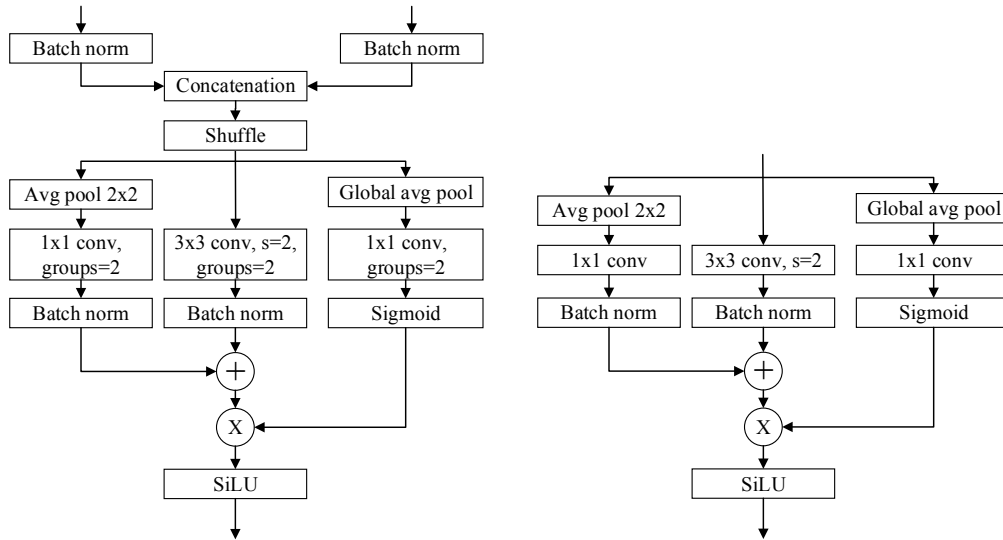 Batch norm
Batch norm
Concatenation
Shuffle
Avg pool 2x2
Global avg pool
1x1 conv,
groups=2
3x3 conv, s=2,
groups=2
1x1 conv,
groups=2
Batch norm
Batch norm
Sigmoid
+
X
SiLU
Avg pool 2x2
Global avg pool
1x1 conv
3x3 conv, s=2
1x1 conv
Batch norm
Batch norm
Sigmoid
+
X
SiLU